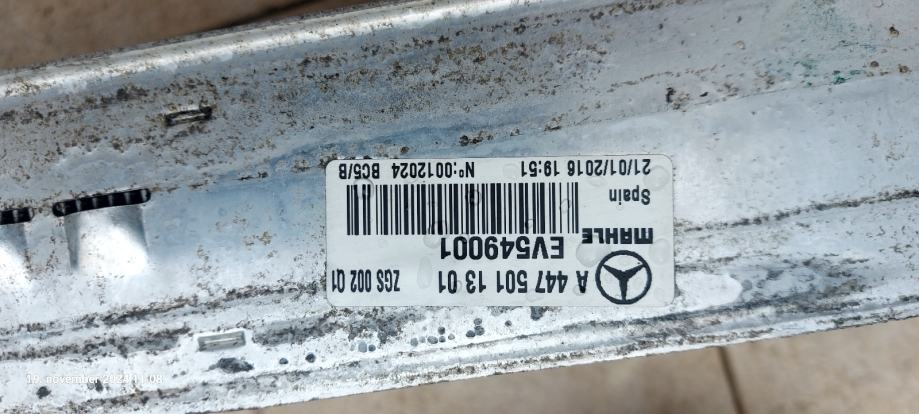 A 447 501 13 01 ZGS 002 Q1
MAHLE EV549001
Spain
21/01/2016 19:51 Nº:0012024 BC5/B
19. november 2024 11:08